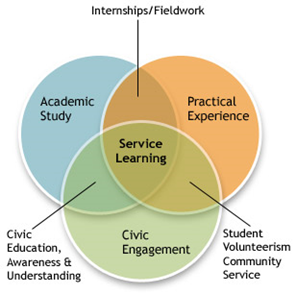 Internships/Fieldwork
Academic
Study
Practical
Experience
Service
Learning
Civic
Education,
Awareness &
Understanding
Civic
Engagement
Student
Volunteerism
Community
Service